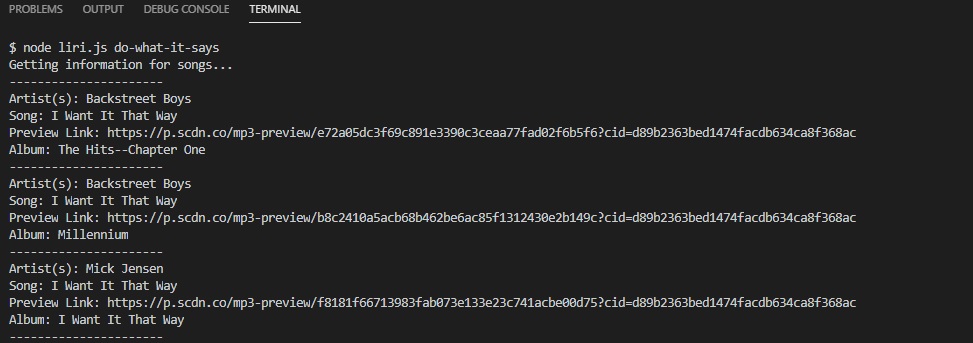 PROBLEMS OUTPUT DEBUG CONSOLE TERMINAL
$ node liri.js do-what-it-says
Getting information for songs...
----------------------
Artist(s): Backstreet Boys
Song: I Want It That Way
Preview Link: https://p.scdn.co/mp3-preview/e72a05dc3f69c891e3390c3ceaa77fad02f6b5f6?cid=d89b2363bed1474facdb634ca8f368ac
Album: The Hits--Chapter One
----------------------
Artist(s): Backstreet Boys
Song: I Want It That Way
Preview Link: https://p.scdn.co/mp3-preview/b8c2410a5acb68b462be6ac85f1312430e2b149c?cid=d89b2363bed1474facdb634ca8f368ac
Album: Millennium
----------------------
Artist(s): Mick Jensen
Song: I Want It That Way
Preview Link: https://p.scdn.co/mp3-preview/f8181f66713983fab073e133e23c741acbe00d75?cid=d89b2363bed1474facdb634ca8f368ac
Album: I Want It That Way
----------------------